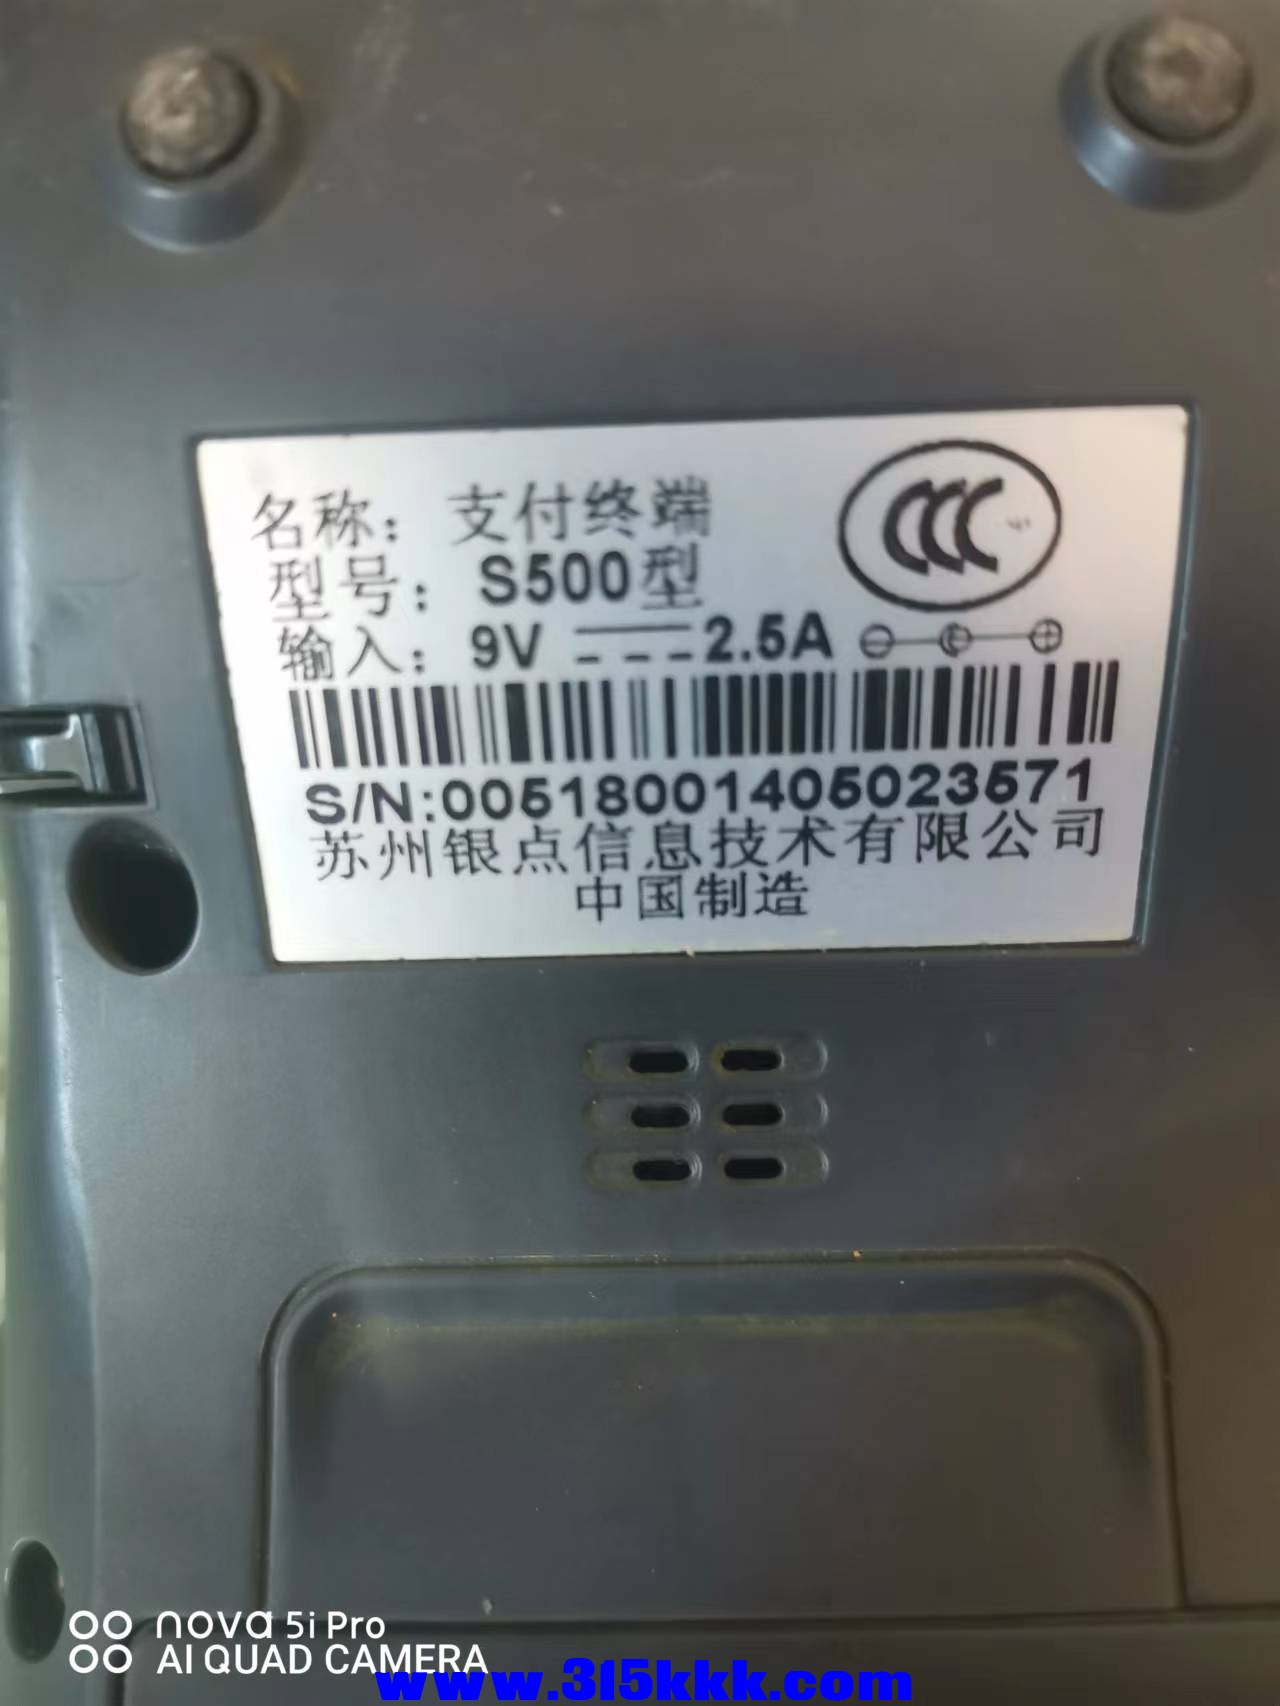 名称：支付终端
型号：S500型
输入：9V 2.5A
S/N:00518001405023571
苏州银点信息技术有限公司
中国制造
nova 5i Pro
AI QUAD CAMERA
www.315kkk.com